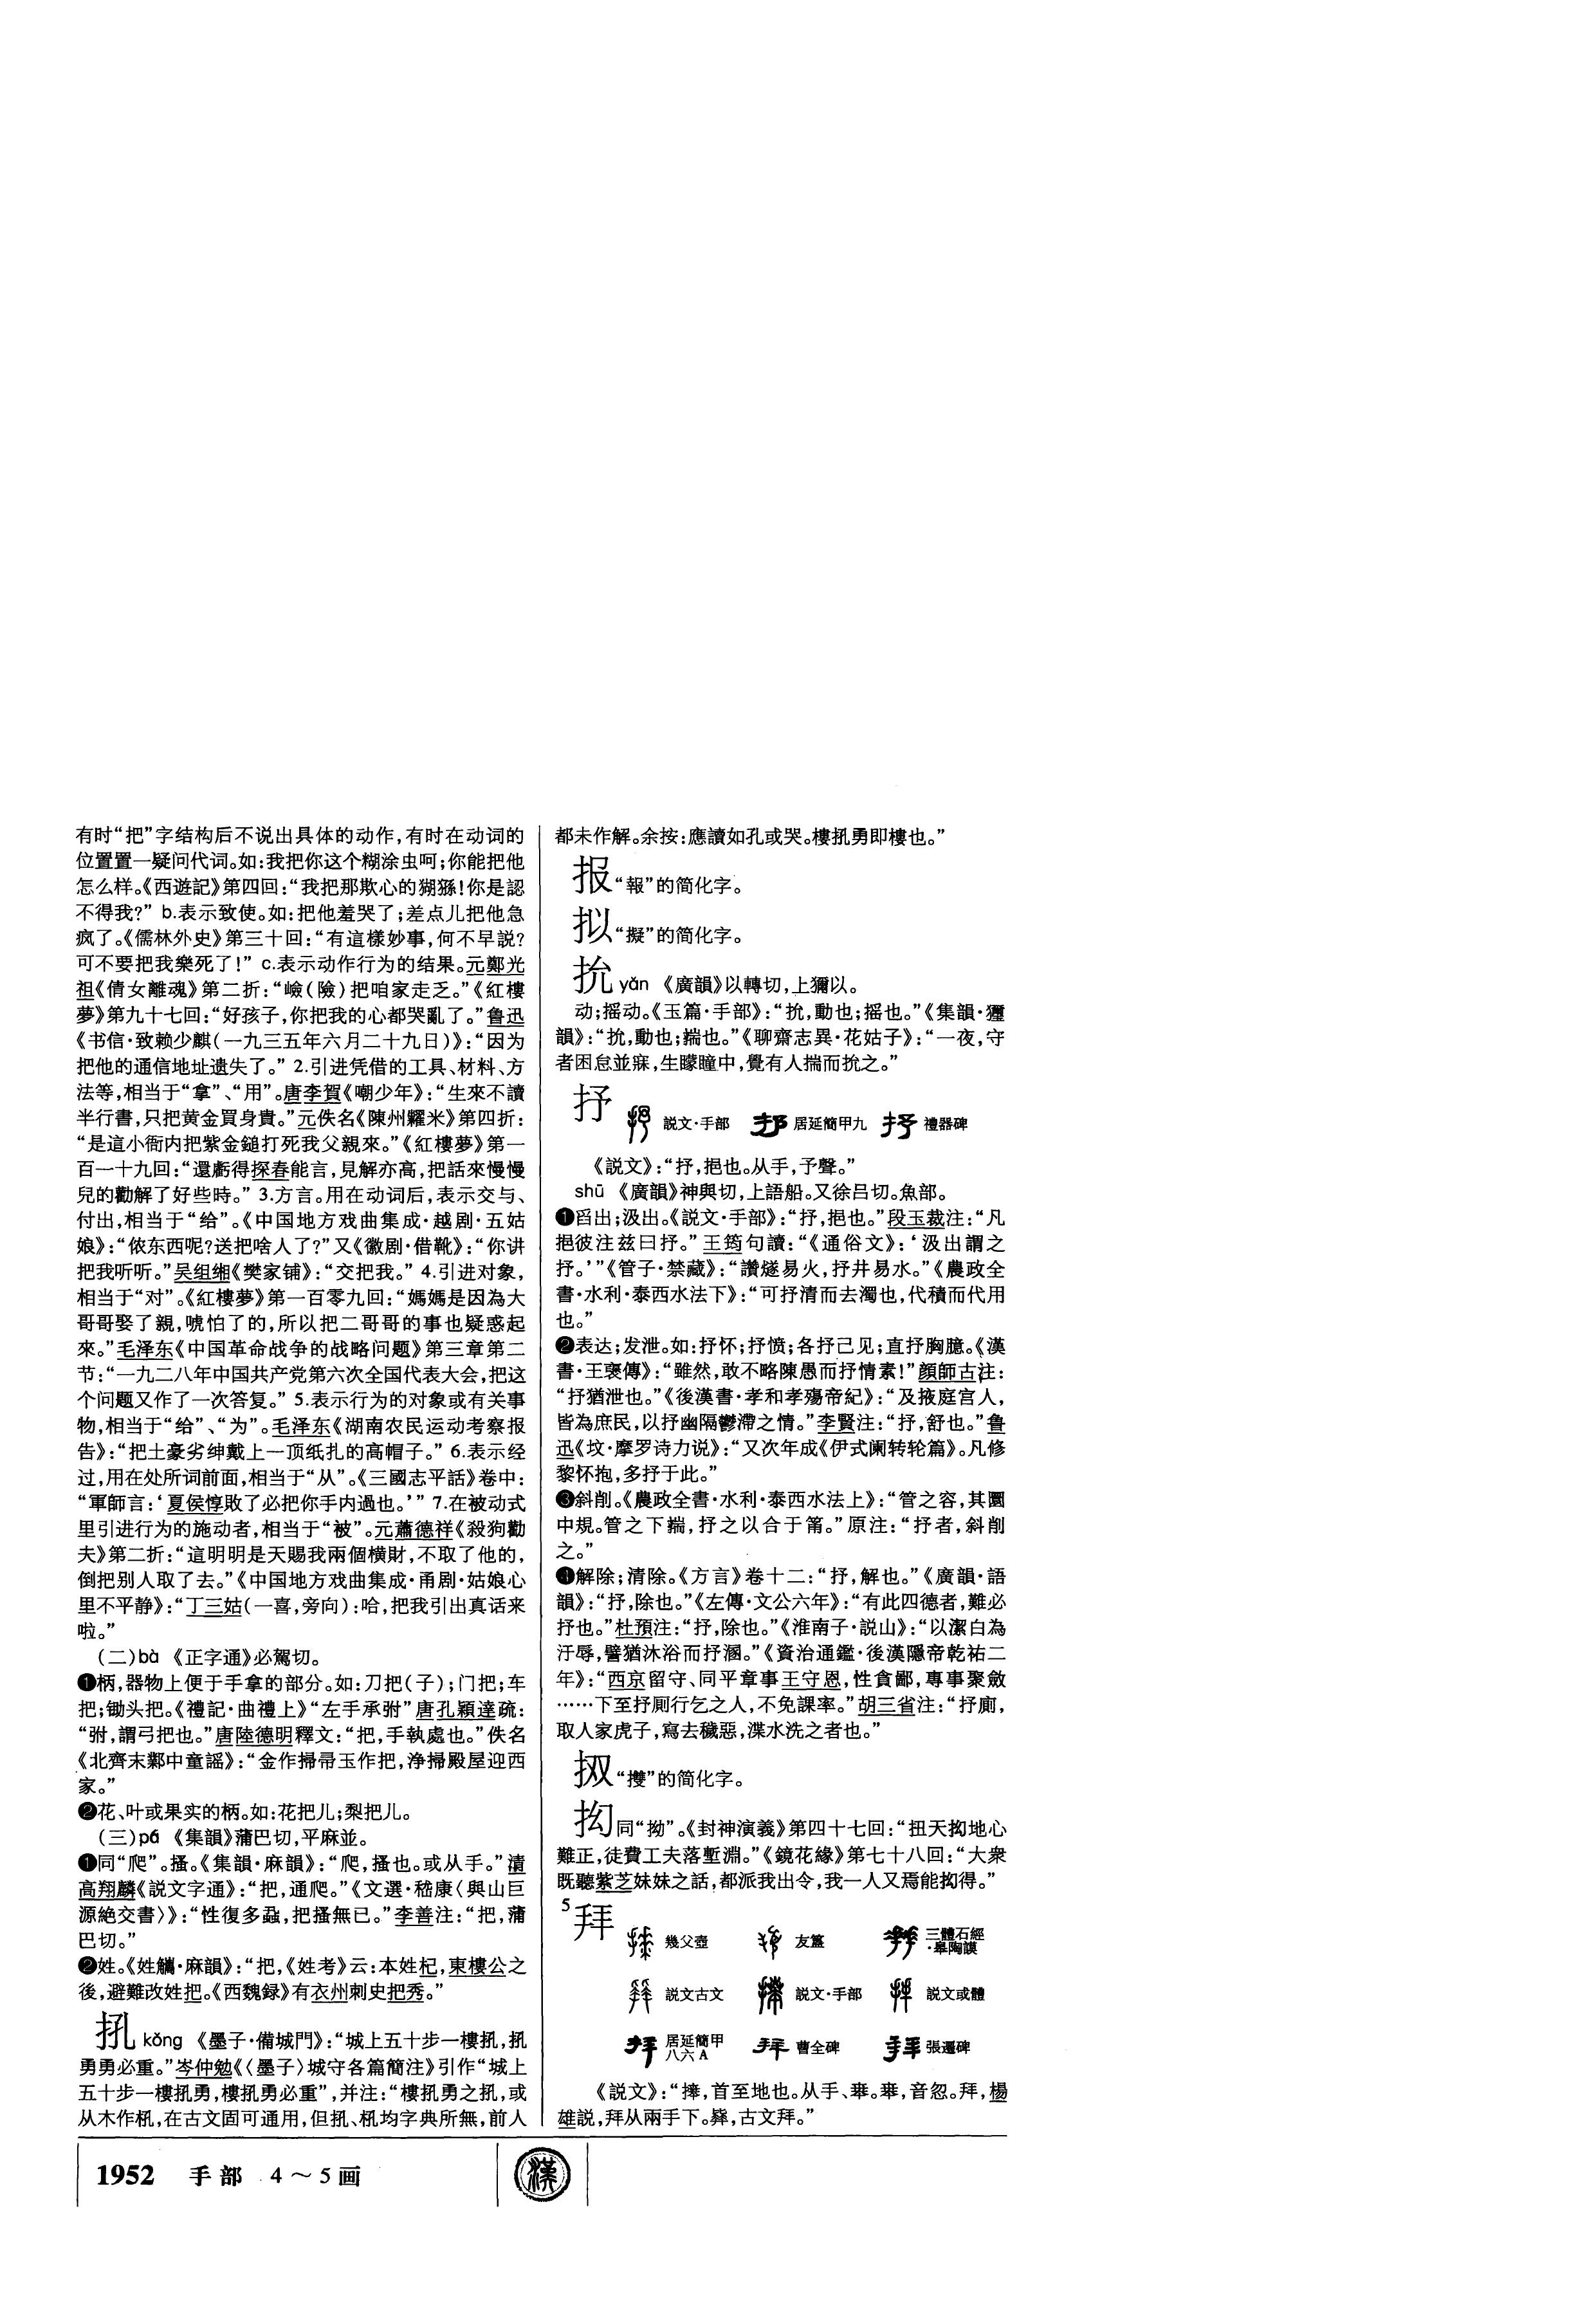 有时“把”字结构后不说出具体的动作,有时在动词的
位置置一疑问代词。如:我把你这个糊涂虫呵;你能把他
怎么样。《西遊記》第四回:“我把那欺心的猢猻!你是認
不得我?” b.表示致使。如:把他羞哭了;差点儿把他急
疯了。《儒林外史》第三十回:“有這樣妙事,何不早説?
可不要把我樂死了!” c.表示动作行为的结果。元鄭光
祖《倩女離魂》第二折:“嶮(險)把咱家走乏。”《紅樓
夢》第九十七回:“好孩子,你把我的心都哭亂了。”鲁迅
《书信·致赖少麒(一九三五年六月二十九日)》:“因为
把他的通信地址遗失了。” 2.引进凭借的工具、材料、方
法等,相当于“拿”、“用”。唐李賀《嘲少年》:“生來不讀
半行書,只把黄金買身貴。”元佚名《陳州糶米》第四折:
“是這小衙内把紫金鎚打死我父親來。”《紅樓夢》第一
百一十九回:“還虧得探春能言,見解亦高,把話來慢慢
兒的勸解了好些時。” 3.方言。用在动词后,表示交与、
付出,相当于“给”。《中国地方戏曲集成·越剧·五姑
娘》:“侬东西呢?送把啥人了?”又《徽剧·借靴》:“你讲
把我听听。”吴组缃《樊家铺》:“交把我。” 4.引进对象,
相当于“对”。《紅樓夢》第一百零九回:“媽媽是因為大
哥哥娶了親,唬怕了的,所以把二哥哥的事也疑惑起
來。”毛泽东《中国革命战争的战略问题》第三章第二
节:“一九二八年中国共产党第六次全国代表大会,把这
个问题又作了一次答复。” 5.表示行为的对象或有关事
物,相当于“给”、“为”。毛泽东《湖南农民运动考察报
告》:“把土豪劣绅戴上一顶纸扎的高帽子。” 6.表示经
过,用在处所词前面,相当于“从”。《三國志平話》卷中:
“軍師言:‘夏侯惇敗了必把你手内過也。’” 7.在被动式
里引进行为的施动者,相当于“被”。元蕭德祥《殺狗勸
夫》第二折:“這明明是天賜我兩個横財,不取了他的,
倒把别人取了去。”《中国地方戏曲集成·甬剧·姑娘心
里不平静》:“丁三姑(一喜,旁向):哈,把我引出真话来
啦。”
(二)bà 《正字通》必駕切。
❶柄,器物上便于手拿的部分。如:刀把(子);门把;车
把;锄头把。《禮記·曲禮上》“左手承弣”唐孔穎達疏:
“弣,謂弓把也。”唐陸德明釋文:“把,手執處也。”佚名
《北齊末鄴中童謡》:“金作掃帚玉作把,浄掃殿屋迎西
家。”
❷花、叶或果实的柄。如:花把儿;梨把儿。
(三)pá 《集韻》蒲巴切,平麻並。
❶同“爬”。搔。《集韻·麻韻》:“爬,搔也。或从手。”清
高翔麟《説文字通》:“把,通爬。”《文選·嵇康〈與山巨
源絶交書〉》:“性復多蝨,把搔無已。”李善注:“把,蒲
巴切。”
❷姓。《姓觿·麻韻》:“把,《姓考》云:本姓杞,東樓公之
後,避難改姓把。《西魏録》有衣州刺史把秀。”
㧏 kǒng 《墨子·備城門》:“城上五十步一樓㧏,㧏
勇勇必重。”岑仲勉《〈墨子〉城守各篇簡注》引作“城上
五十步一樓㧏勇,樓㧏勇必重”,并注:“樓㧏勇之㧏,或
从木作杊,在古文固可通用,但㧏、杊均字典所無,前人
都未作解。余按:應讀如孔或哭。樓㧏勇即樓也。”
报 “報”的简化字。
拟 “擬”的简化字。
抁 yǎn 《廣韻》以轉切,上獮以。
动;摇动。《玉篇·手部》:“抁,動也;摇也。”《集韻·獮
韻》:“抁,動也;揣也。”《聊齋志異·花姑子》:“一夜,守
者困怠並寐,生矇瞳中,覺有人揣而抁之。”
抒 説文·手部 居延簡甲九 禮器碑
《説文》:“抒,挹也。从手,予聲。”
shū 《廣韻》神與切,上語船。又徐吕切。魚部。
❶舀出;汲出。《説文·手部》:“抒,挹也。”段玉裁注:“凡
挹彼注兹曰抒。”王筠句讀:“《通俗文》:‘汲出謂之
抒。’”《管子·禁藏》:“鑽燧易火,抒井易水。”《農政全
書·水利·泰西水法下》:“可抒清而去濁也,代積而代用
也。”
❷表达;发泄。如:抒怀;抒愤;各抒己见;直抒胸臆。《漢
書·王褒傳》:“雖然,敢不略陳愚而抒情素!”顔師古注:
“抒猶泄也。”《後漢書·孝和孝殤帝紀》:“及掖庭宫人,
皆為庶民,以抒幽隔鬱滯之情。”李賢注:“抒,舒也。”鲁
迅《坟·摩罗诗力说》:“又次年成《伊式阑转轮篇》。凡修
黎怀抱,多抒于此。”
❸斜削。《農政全書·水利·泰西水法上》:“管之容,其圜
中規。管之下耑,抒之以合于筩。”原注:“抒者,斜削
之。”
❹解除;清除。《方言》卷十二:“抒,解也。”《廣韻·語
韻》:“抒,除也。”《左傳·文公六年》:“有此四德者,難必
抒也。”杜預注:“抒,除也。”《淮南子·説山》:“以潔白為
汙辱,譬猶沐浴而抒溷。”《資治通鑑·後漢隱帝乾祐二
年》:“西京留守、同平章事王守恩,性貪鄙,專事聚斂
……下至抒厠行乞之人,不免課率。”胡三省注:“抒廁,
取人家虎子,寫去穢惡,渫水洗之者也。”
㧐 “㩳”的简化字。
抝 同“拗”。《封神演義》第四十七回:“扭天抝地心
難正,徒費工夫落塹淵。”《鏡花緣》第七十八回:“大衆
既聽紫芝妹妹之話,都派我出令,我一人又焉能抝得。”
5 拜 幾父壺 友簋 三體石經·臯陶謨
説文古文 説文·手部 説文或體
居延簡甲八六A 曹全碑 張遷碑
《説文》:“㨊,首至地也。从手、𠦪。𠦪,音忽。拜,楊
雄説,拜从兩手下。𢫶,古文拜。”
1952 手部 4～5画 漢